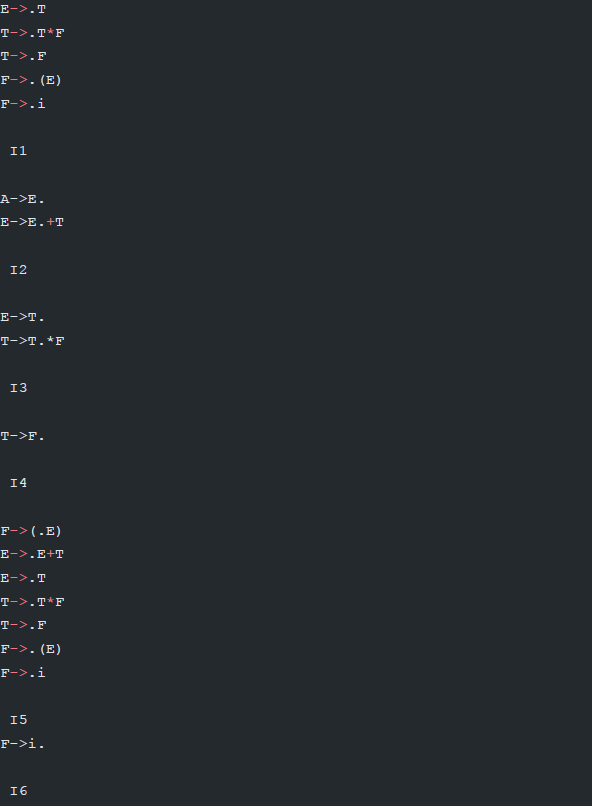 E->.T
T->.T*F
T->.F
F->.(E)
F->.i
I1
A->E.
E->E.+T
I2
E->T.
T->T.*F
I3
T->F.
I4
F->(.E)
E->.E+T
E->.T
T->.T*F
T->.F
F->.(E)
F->.i
I5
F->i.
I6